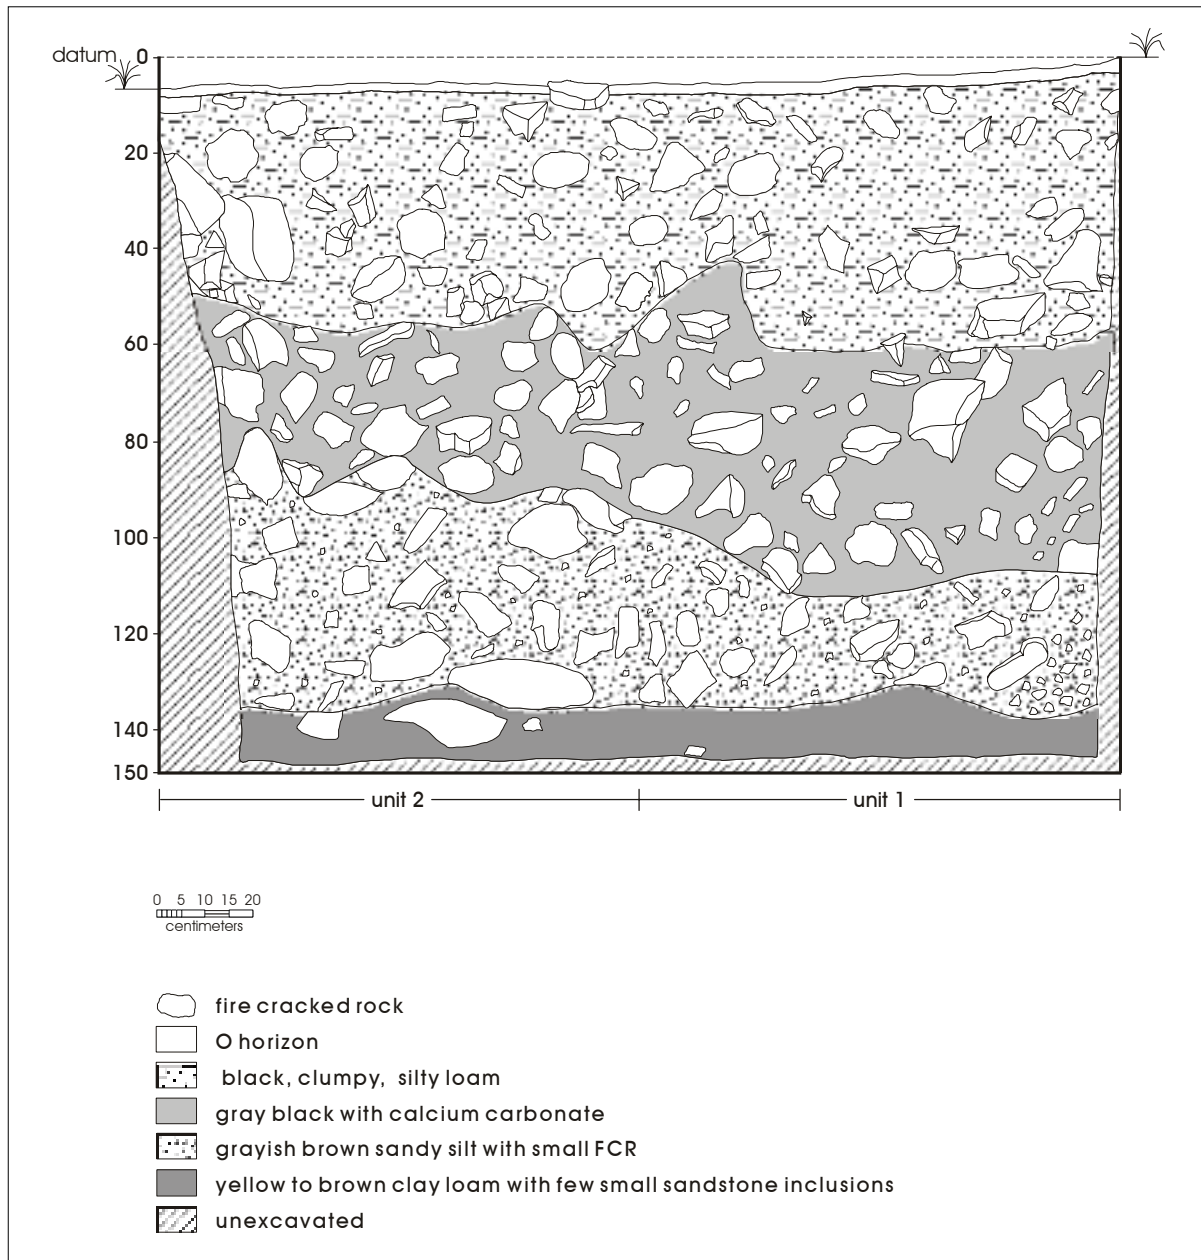 datum 0
20
40
60
80
100
120
140
150
unit 2 unit 1
0 5 10 15 20
centimeters
fire cracked rock
O horizon
black, clumpy, silty loam
gray black with calcium carbonate
grayish brown sandy silt with small FCR
yellow to brown clay loam with few small sandstone inclusions
unexcavated